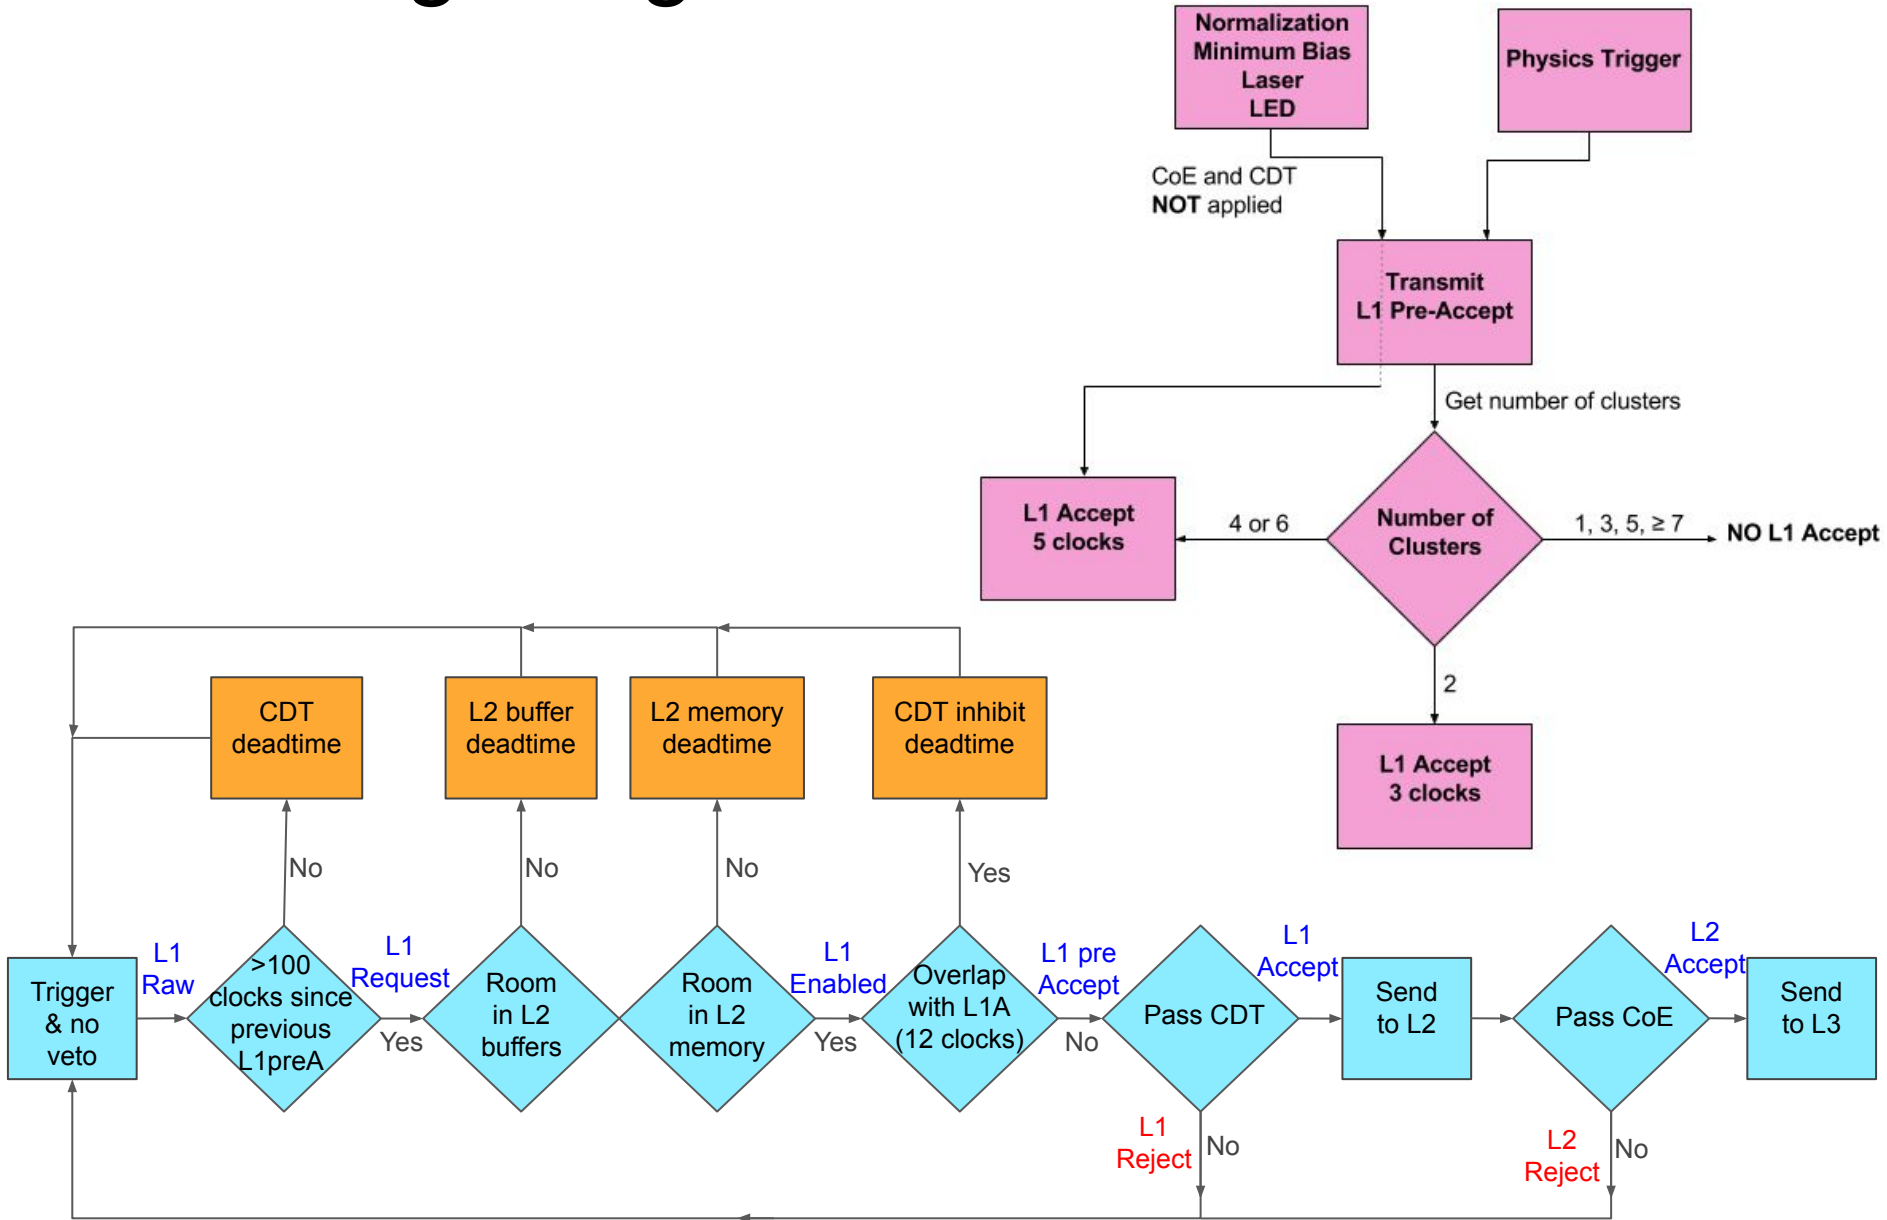 Normalization
Minimum Bias
Laser
LED
Physics Trigger
CoE and CDT
NOT applied
Transmit
L1 Pre-Accept
Get number of clusters
L1 Accept
5 clocks
4 or 6
Number of
Clusters
1, 3, 5, ≥ 7
NO L1 Accept
2
L1 Accept
3 clocks
CDT
deadtime
L2 buffer
deadtime
L2 memory
deadtime
CDT inhibit
deadtime
No
No
No
Yes
Trigger
& no
veto
L1
Raw
>100
clocks since
previous
L1preA
L1
Request
Yes
Room
in L2
buffers
Room
in L2
memory
L1
Enabled
Yes
Overlap
with L1A
(12 clocks)
L1 pre
Accept
No
Pass CDT
L1
Accept
Send
to L2
Pass CoE
L2
Accept
Send
to L3
L1
Reject
No
L2
Reject
No